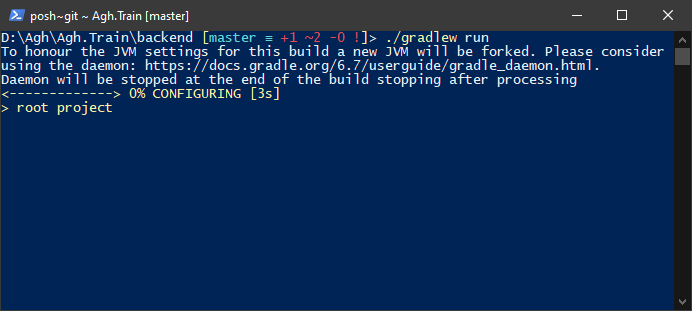 posh~git ~ Agh.Train [master]
D:\Agh\Agh.Train\backend [master ≡ +1 ~2 -0 !]> ./gradlew run
To honour the JVM settings for this build a new JVM will be forked. Please consider
using the daemon: https://docs.gradle.org/6.7/userguide/gradle_daemon.html.
Daemon will be stopped at the end of the build stopping after processing
<-------------> 0% CONFIGURING [3s]
> root project